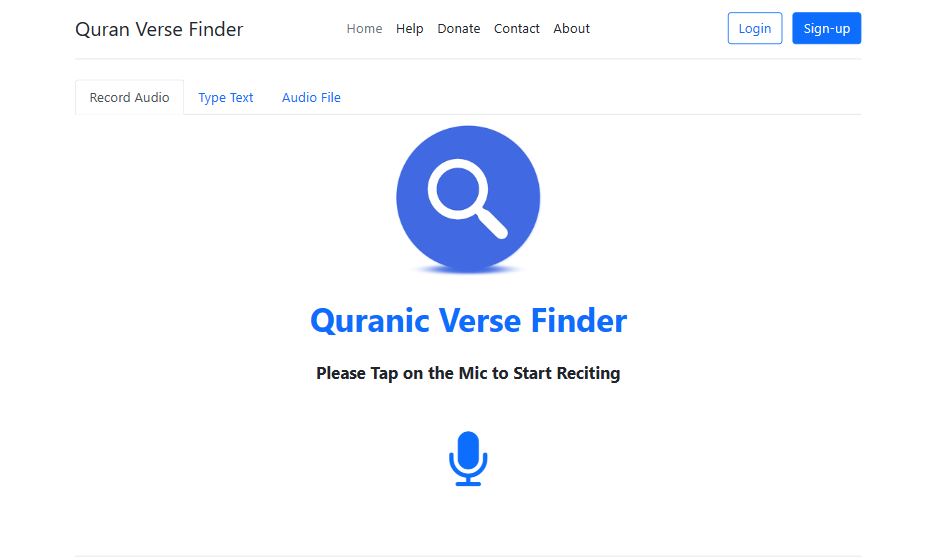 Quran Verse Finder Home Help Donate Contact About Login Sign-up
Record Audio Type Text Audio File
Quranic Verse Finder
Please Tap on the Mic to Start Reciting